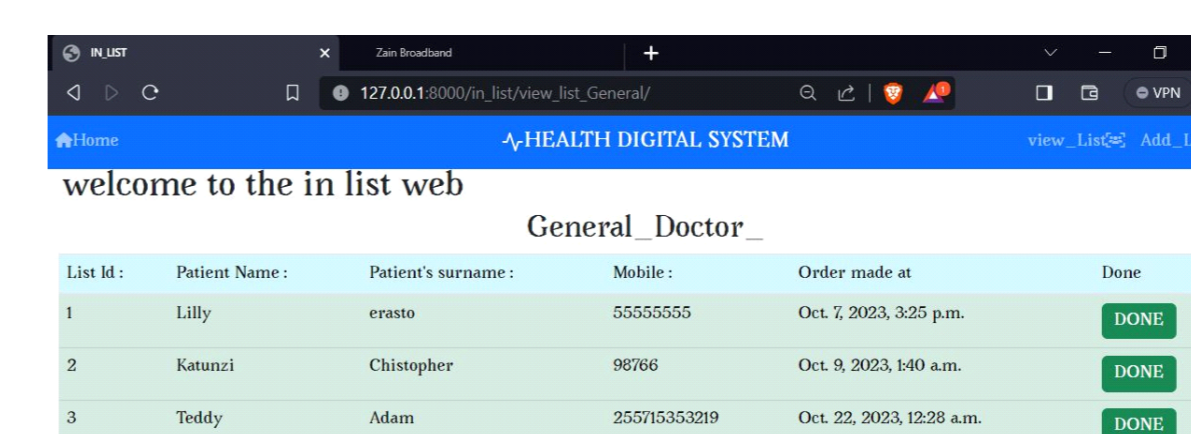 IN_LIST Zain Broadband
127.0.0.1:8000/in_list/view_list_General/ 1 VPN
Home HEALTH DIGITAL SYSTEM view_List Add_L
welcome to the in list web
General_Doctor_
List Id : Patient Name : Patient's surname : Mobile : Order made at Done
1 Lilly erasto 55555555 Oct. 7, 2023, 3:25 p.m. DONE
2 Katunzi Chistopher 98766 Oct. 9, 2023, 1:40 a.m. DONE
3 Teddy Adam 255715353219 Oct. 22, 2023, 12:28 a.m. DONE